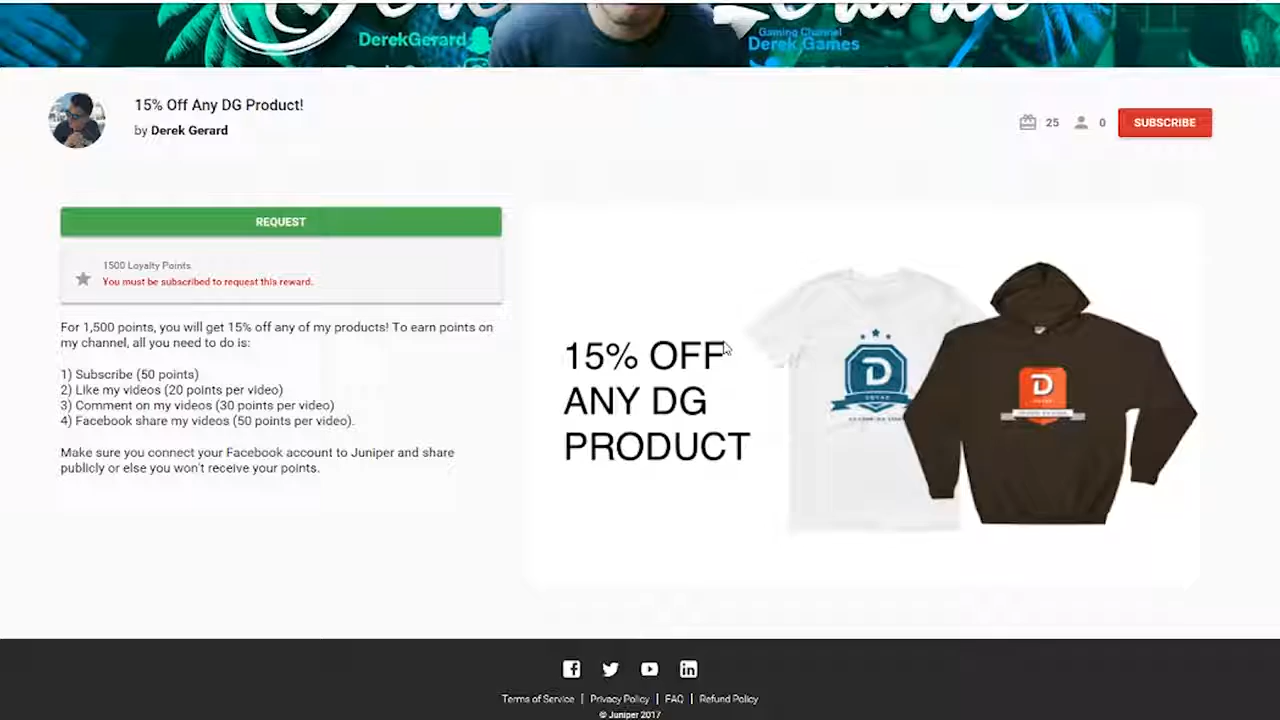 DerekGerard
Gaming Channel
Derek Games
15% Off Any DG Product!
by Derek Gerard
25
0
SUBSCRIBE
REQUEST
1500 Loyalty Points
You must be subscribed to request this reward.
For 1,500 points, you will get 15% off any of my products! To earn points on
my channel, all you need to do is:
1) Subscribe (50 points)
2) Like my videos (20 points per video)
3) Comment on my videos (30 points per video)
4) Facebook share my videos (50 points per video).
Make sure you connect your Facebook account to Juniper and share
publicly or else you won't receive your points.
15% OFF
ANY DG
PRODUCT
D
D
Terms of Service | Privacy Policy | FAQ | Refund Policy
© Juniper 2017